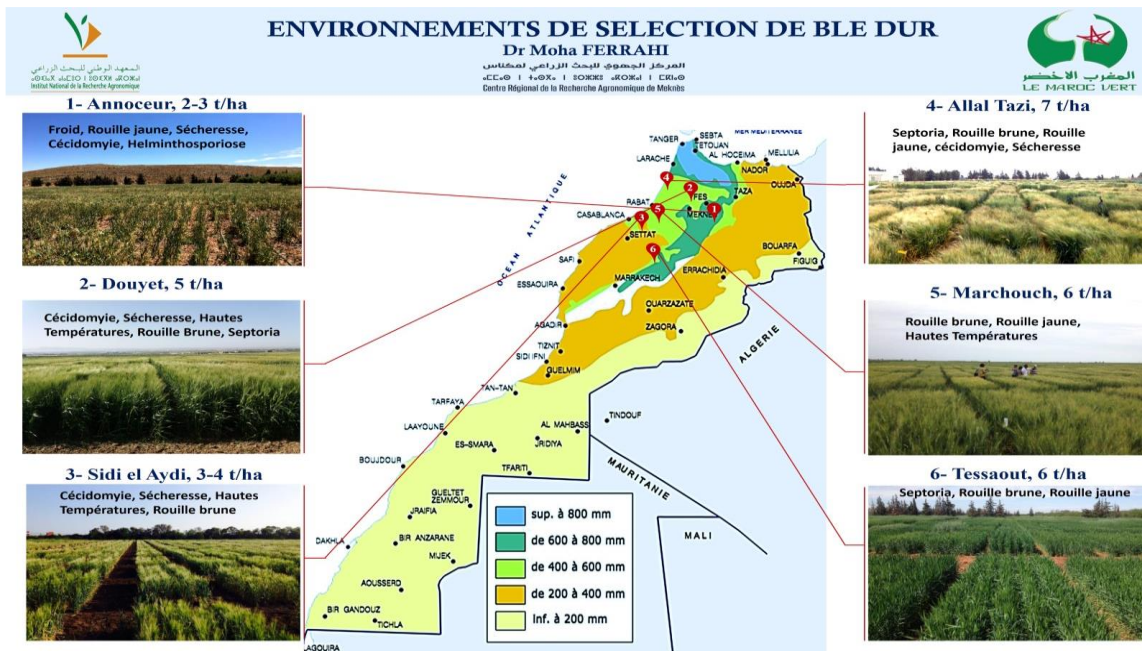 ENVIRONNEMENTS DE SELECTION DE BLE DUR
Dr Moha FERRAHI
المركز الجهوي للبحث الزراعي لمكناس
Centre Régional de la Recherche Agronomique de Meknès
المعهد الوطني للبحث الزراعي
Institut National de la Recherche Agronomique
المغرب الأخضر
LE MAROC VERT
1- Annoceur, 2-3 t/ha
Froid, Rouille jaune, Sécheresse,
Cécidomyie, Helminthosporiose
2- Douyet, 5 t/ha
Cécidomyie, Sécheresse, Hautes
Températures, Rouille Brune, Septoria
3- Sidi el Aydi, 3-4 t/ha
Cécidomyie, Sécheresse, Hautes
Températures, Rouille brune
4- Allal Tazi, 7 t/ha
Septoria, Rouille brune, Rouille
jaune, cécidomyie, Sécheresse
5- Marchouch, 6 t/ha
Rouille brune, Rouille jaune,
Hautes Températures
6- Tessaout, 6 t/ha
Septoria, Rouille brune, Rouille jaune
MER MEDITERRANEE
OCEAN ATLANTIQUE
TANGER
SEBTA
TETOUAN
LARACHE
AL HOCEIMA
MELLILIA
NADOR
OUJDA
4
2
FES
TAZA
RABAT
5
MEKNES
1
CASABLANCA
3
SETTAT
6
BOUARFA
SAFI
FIGUIG
ERRACHIDIA
MARRAKECH
ESSAOUIRA
OUARZAZATE
AGADIR
ZAGORA
ALGERIE
TIZNIT
SIDI IFNI
GUELMIM
TAN-TAN
TARFAYA
AL MAHBASS
TINDOUF
LAAYOUNE
ES-SMARA
JRIDIYA
BOUJDOUR
TFARITI
MAURITANIE
GUELTET
ZEMMOUR
JRAIFIA
DAKHLA
BIR ANZARANE
MIJEK
MALI
AOUSSERD
BIR GANDOUZ
TICHLA
LAGOUIRA
sup. à 800 mm
de 600 à 800 mm
de 400 à 600 mm
de 200 à 400 mm
inf. à 200 mm